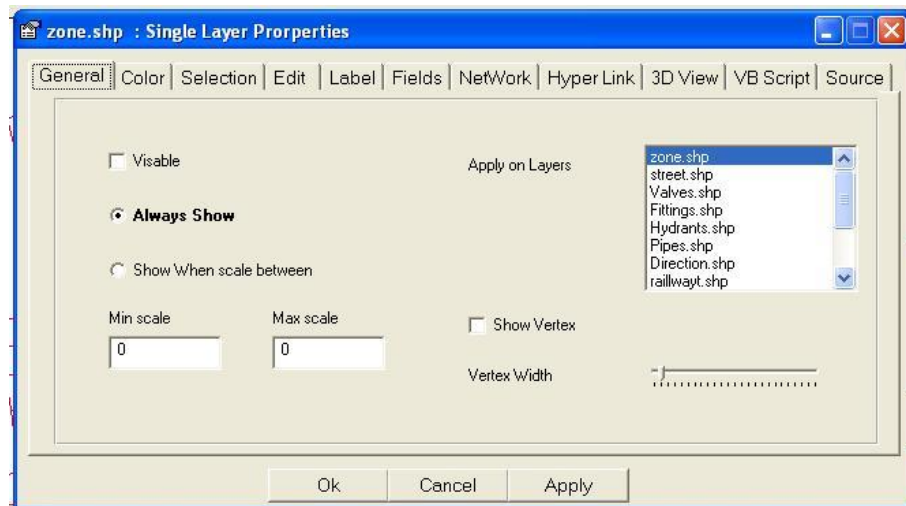 zone.shp : Single Layer Prorperties
General Color Selection Edit Label Fields NetWork Hyper Link 3D View VB Script Source
Visable
Always Show
Show When scale between
Min scale Max scale
0 0
Apply on Layers
zone.shp
street.shp
Valves.shp
Fittings.shp
Hydrants.shp
Pipes.shp
Direction.shp
raillwayt.shp
Show Vertex
Vertex Width
Ok Cancel Apply